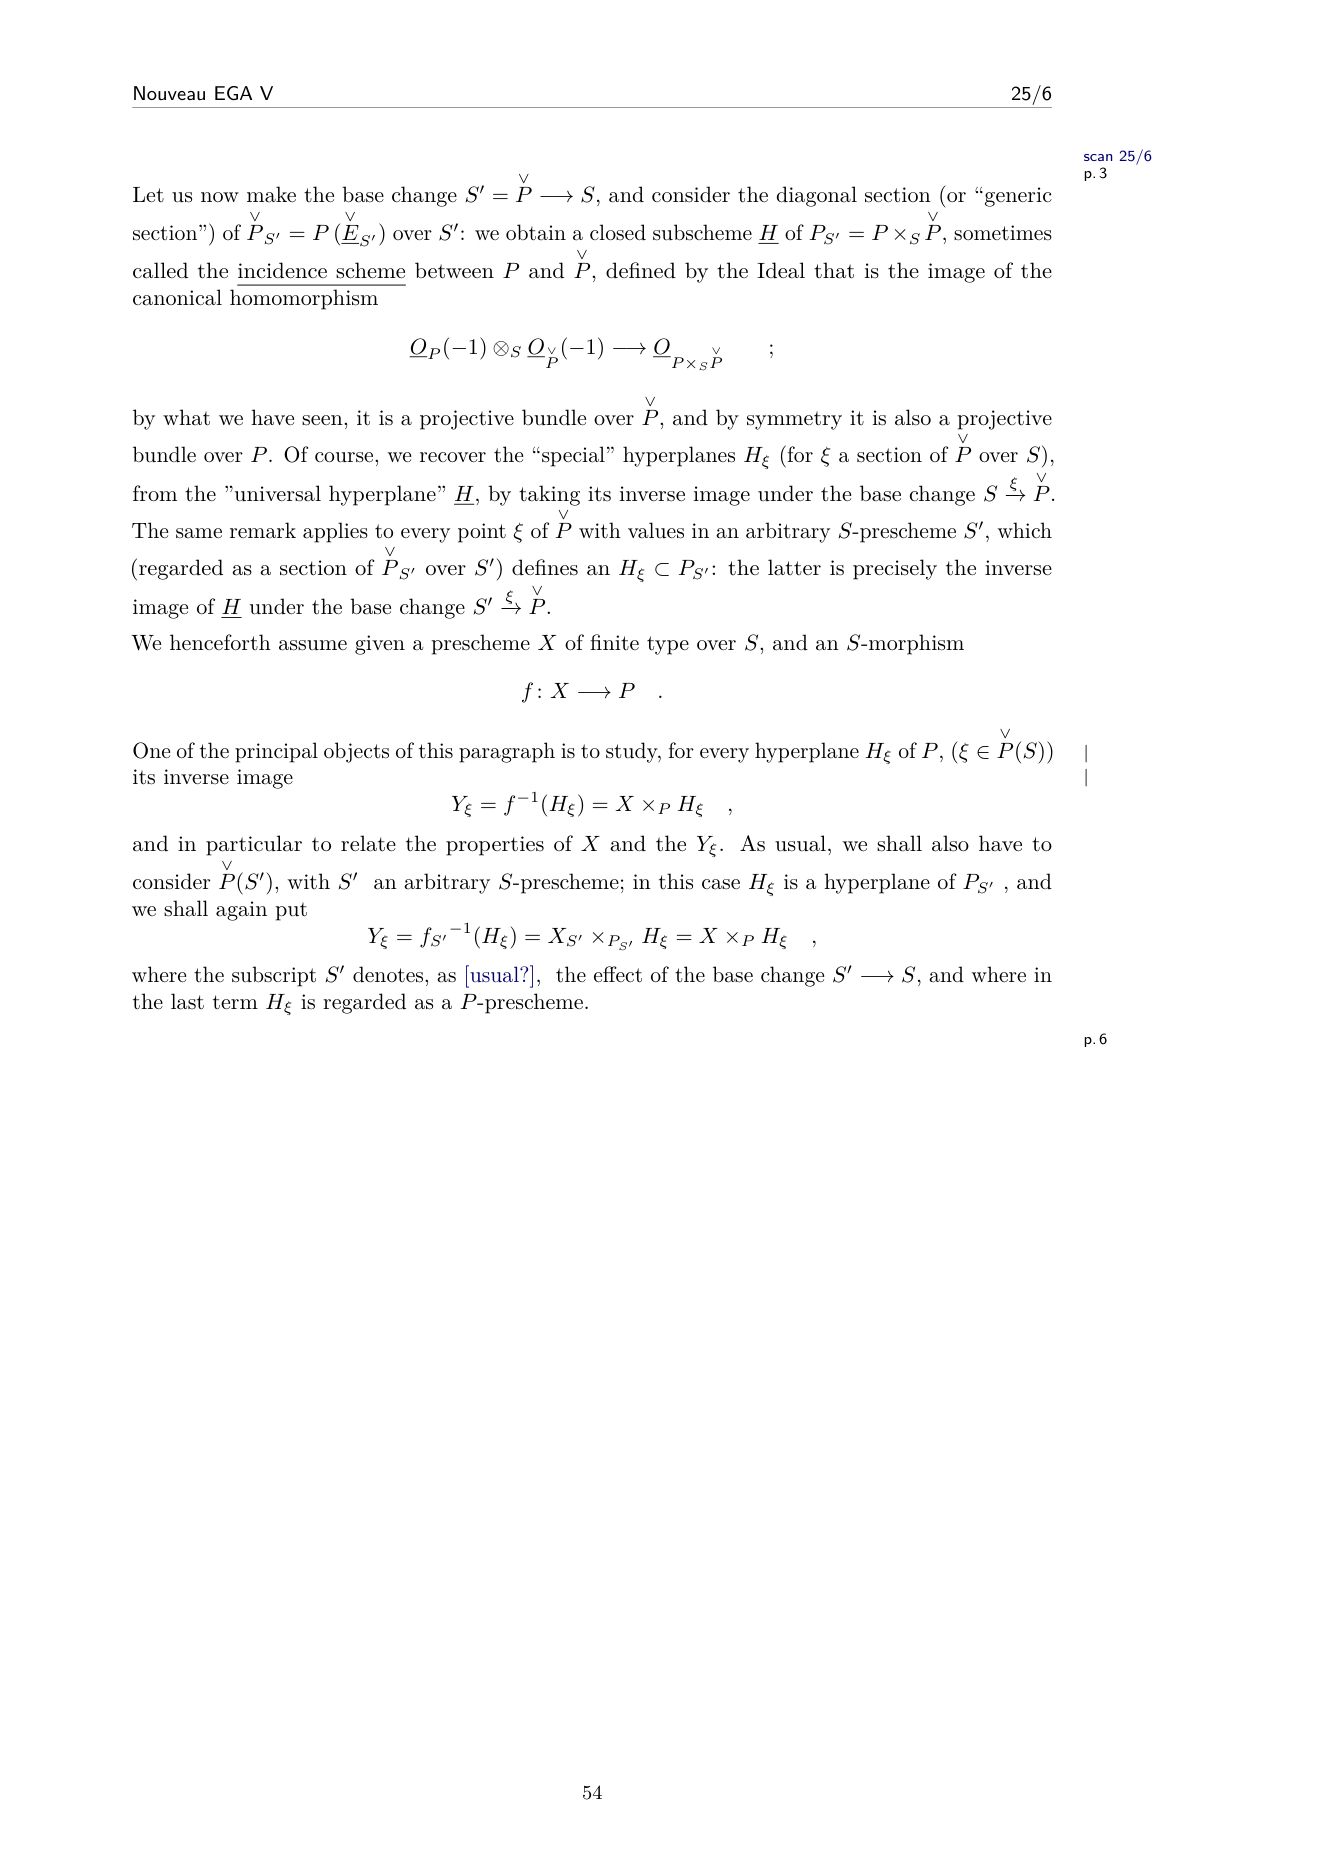 Nouveau EGA V 25/6
scan 25/6
p. 3
Let us now make the base change S′ = P̌ ⟶ S, and consider the diagonal section (or “generic
section”) of P̌_{S′} = P (Ě_{S′}) over S′: we obtain a closed subscheme H of P_{S′} = P ×_S P̌, sometimes
called the incidence scheme between P and P̌, defined by the Ideal that is the image of the
canonical homomorphism
O_P(−1) ⊗_S O_{P̌}(−1) ⟶ O_{P×_S P̌} ;
by what we have seen, it is a projective bundle over P̌, and by symmetry it is also a projective
bundle over P. Of course, we recover the “special” hyperplanes H_ξ (for ξ a section of P̌ over S),
from the ”universal hyperplane” H, by taking its inverse image under the base change S →^ξ P̌.
The same remark applies to every point ξ of P̌ with values in an arbitrary S-prescheme S′, which
(regarded as a section of P̌_{S′} over S′) defines an H_ξ ⊂ P_{S′}: the latter is precisely the inverse
image of H under the base change S′ →^ξ P̌.
We henceforth assume given a prescheme X of finite type over S, and an S-morphism
f : X ⟶ P .
One of the principal objects of this paragraph is to study, for every hyperplane H_ξ of P, (ξ ∈ P̌(S)) |
its inverse image |
Y_ξ = f^{−1}(H_ξ) = X ×_P H_ξ ,
and in particular to relate the properties of X and the Y_ξ. As usual, we shall also have to
consider P̌(S′), with S′ an arbitrary S-prescheme; in this case H_ξ is a hyperplane of P_{S′} , and
we shall again put
Y_ξ = f_{S′}^{−1}(H_ξ) = X_{S′} ×_{P_{S′}} H_ξ = X ×_P H_ξ ,
where the subscript S′ denotes, as [usual?], the effect of the base change S′ ⟶ S, and where in
the last term H_ξ is regarded as a P-prescheme.
p. 6
54